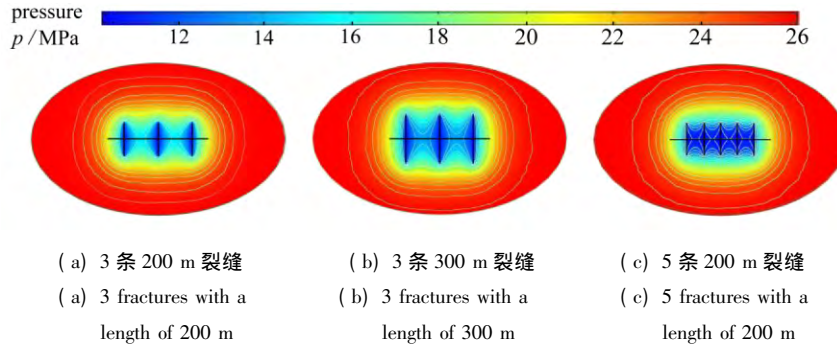 pressure
p/MPa 12 14 16 18 20 22 24 26
( a) 3 条 200 m 裂缝
( a) 3 fractures with a
length of 200 m
( b) 3 条 300 m 裂缝
( b) 3 fractures with a
length of 300 m
( c) 5 条 200 m 裂缝
( c) 5 fractures with a
length of 200 m